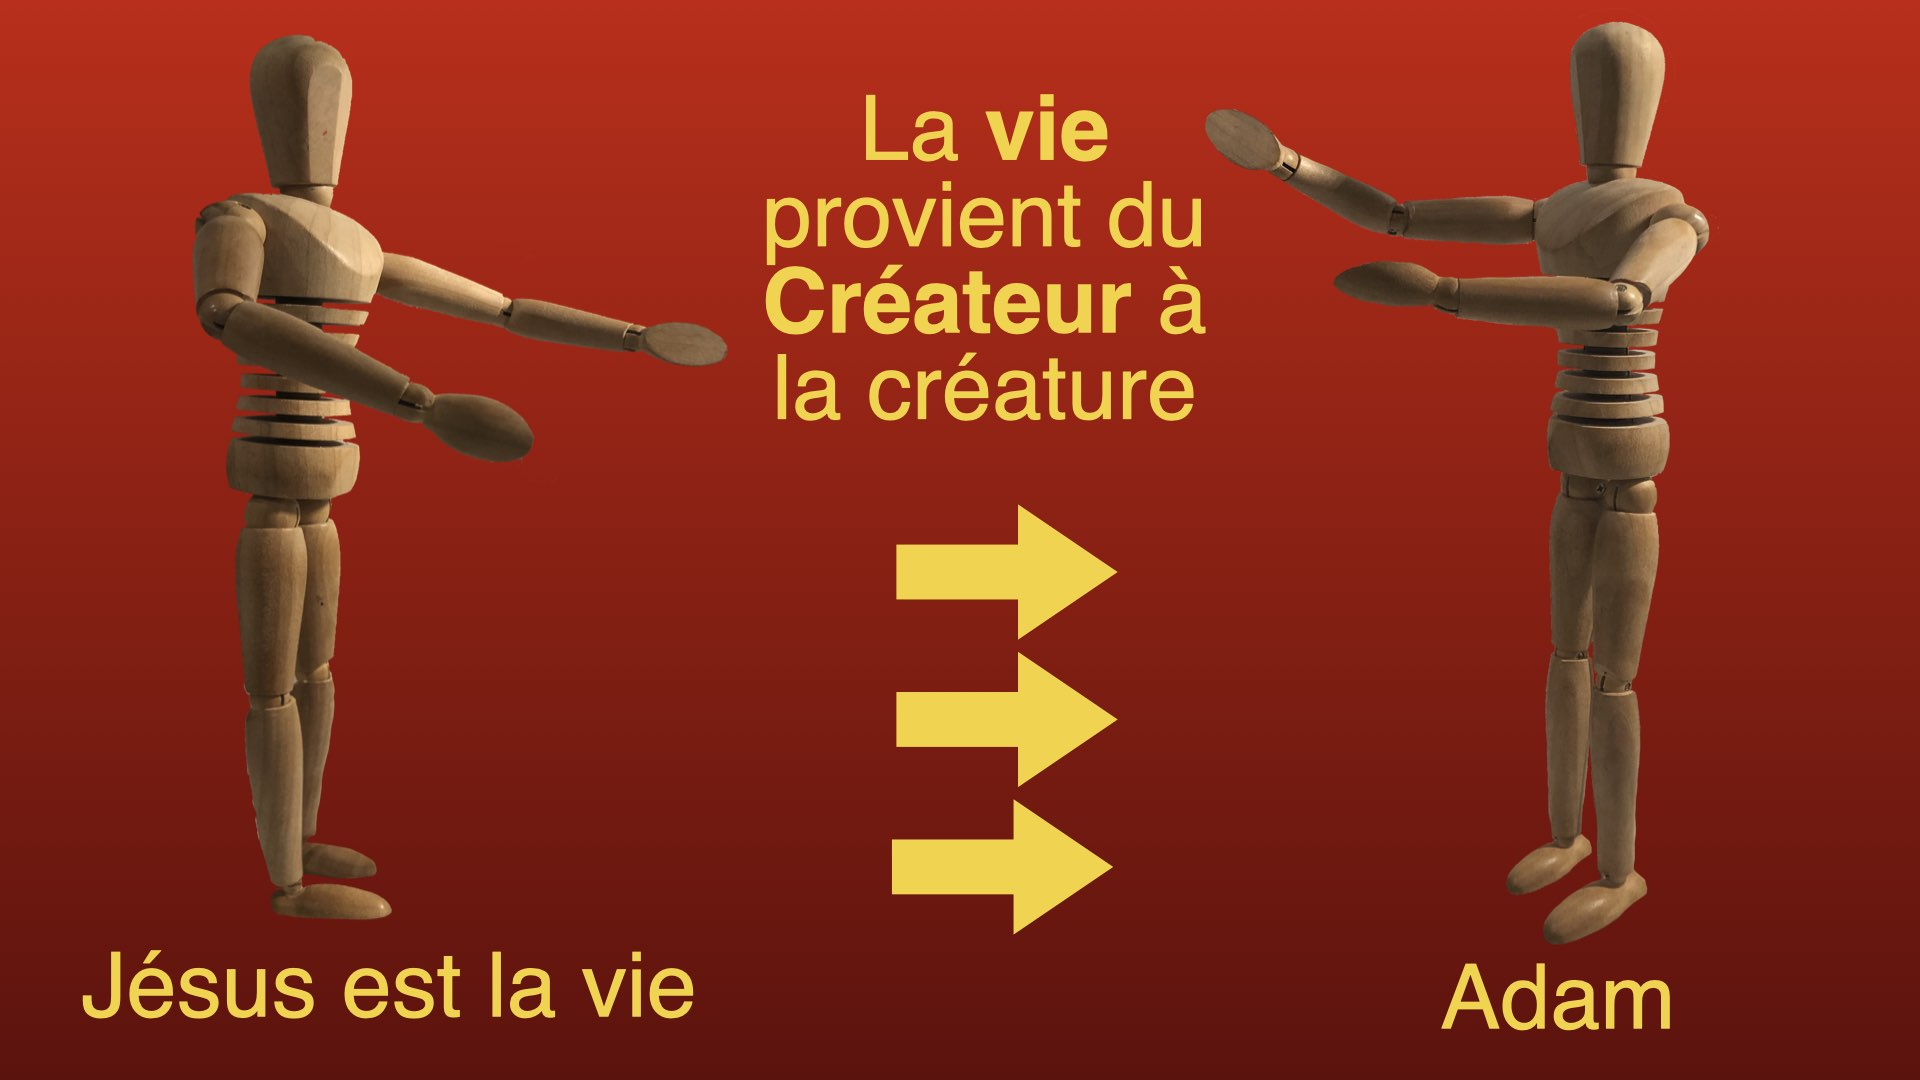 La vie
provient du
Créateur à
la créature
Jésus est la vie
Adam